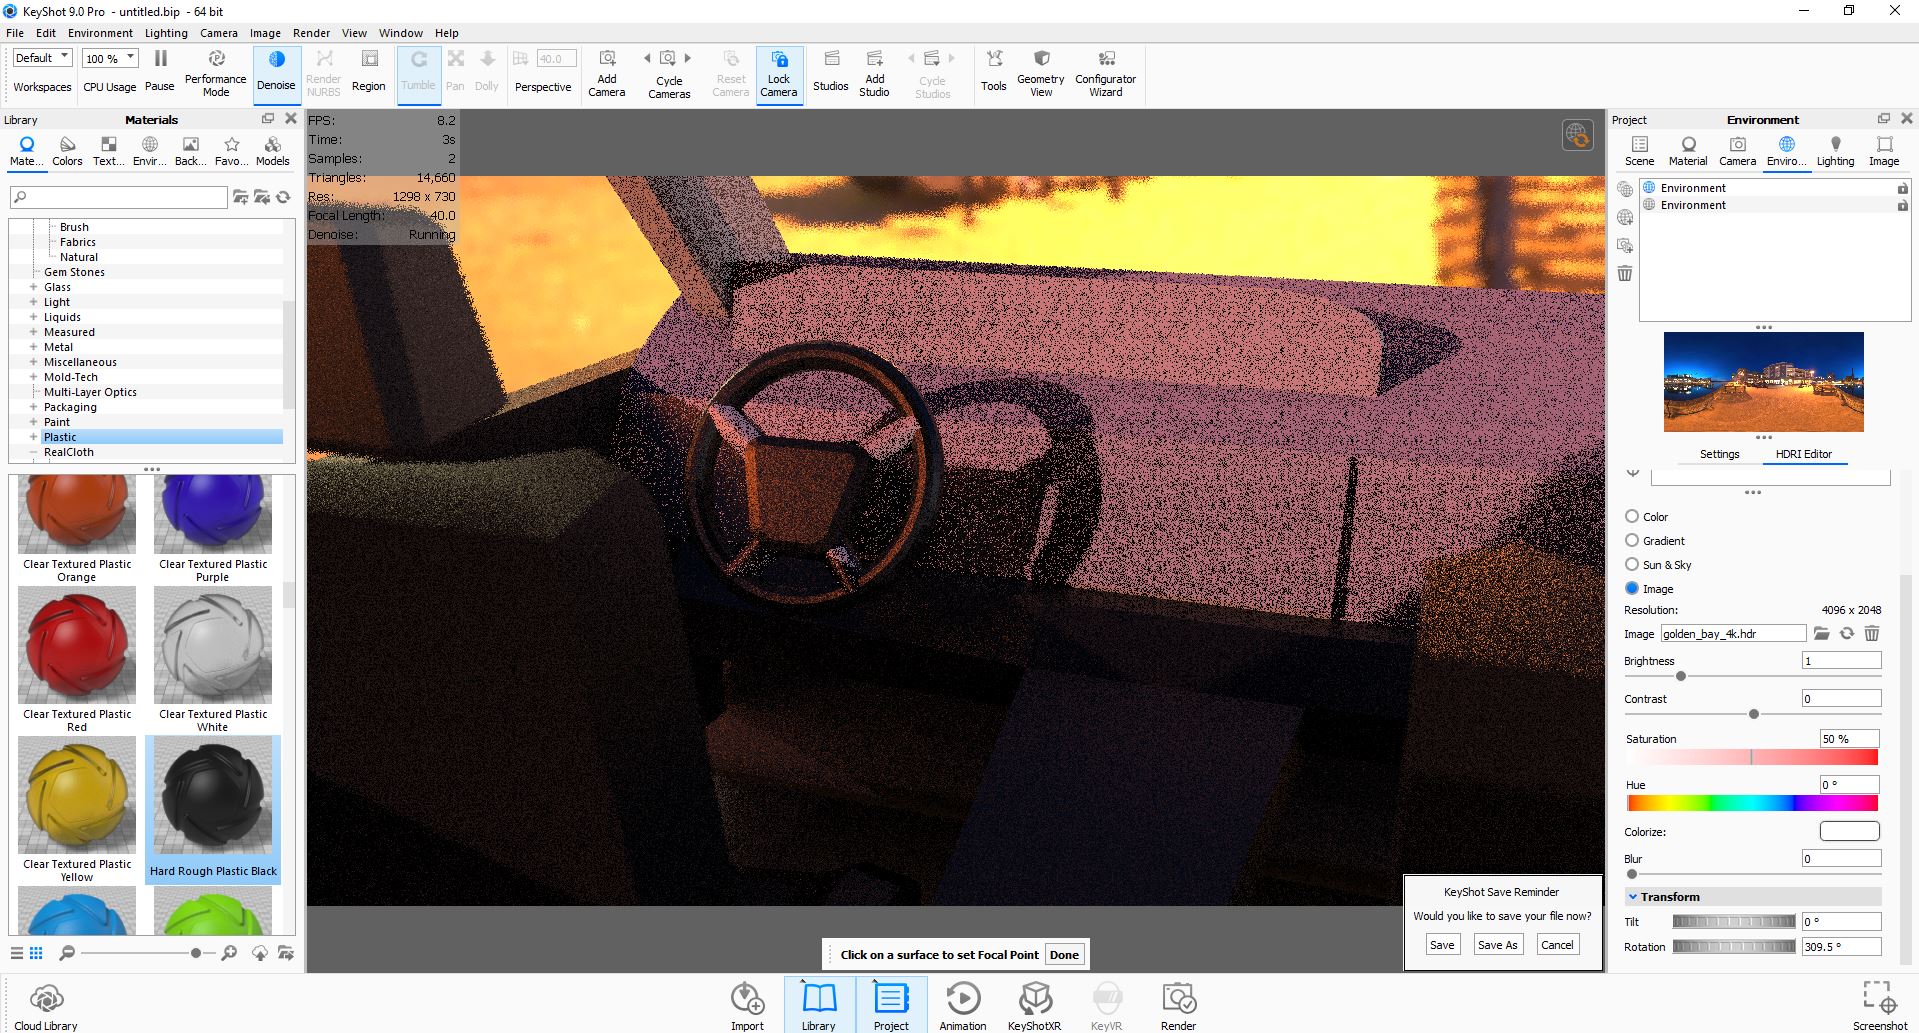 KeyShot 9.0 Pro - untitled.bip - 64 bit
File Edit Environment Lighting Camera Image Render View Window Help
Default
Workspaces
100 %
CPU Usage
Pause
Performance
Mode
Denoise
Render
NURBS
Region
Tumble
Pan
Dolly
40.0
Perspective
Add
Camera
Cycle
Cameras
Reset
Camera
Lock
Camera
Studios
Add
Studio
Cycle
Studios
Tools
Geometry
View
Configurator
Wizard
Library
Materials
Mate... Colors Text... Envir... Back... Favo... Models
Brush
Fabrics
Natural
Gem Stones
Glass
Light
Liquids
Measured
Metal
Miscellaneous
Mold-Tech
Multi-Layer Optics
Packaging
Paint
Plastic
RealCloth
Clear Textured Plastic
Orange
Clear Textured Plastic
Purple
Clear Textured Plastic
Red
Clear Textured Plastic
White
Clear Textured Plastic
Yellow
Hard Rough Plastic Black
FPS: 8.2
Time: 3s
Samples: 2
Triangles: 14,660
Res: 1298 x 730
Focal Length: 40.0
Denoise: Running
Click on a surface to set Focal Point Done
KeyShot Save Reminder
Would you like to save your file now?
Save Save As Cancel
Project
Environment
Scene Material Camera Enviro... Lighting Image
Environment
Environment
Settings HDRI Editor
Color
Gradient
Sun & Sky
Image
Resolution: 4096 x 2048
Image golden_bay_4k.hdr
Brightness 1
Contrast 0
Saturation 50 %
Hue 0 °
Colorize:
Blur 0
Transform
Tilt 0 °
Rotation 309.5 °
Cloud Library
Import
Library
Project
Animation
KeyShotXR
KeyVR
Render
Screenshot